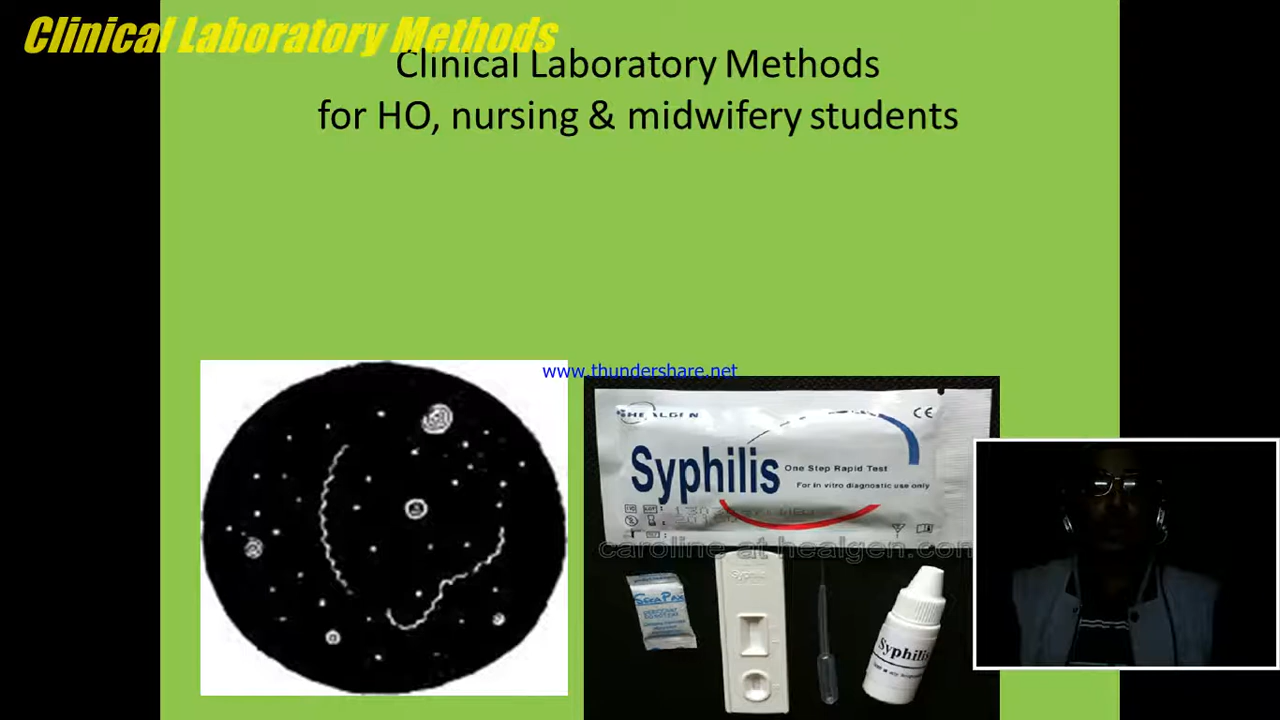 Clinical Laboratory Methods
Clinical Laboratory Methods
for HO, nursing & midwifery students
www.thundershare.net
HEALGEN
CE
Syphilis
One Step Rapid Test
For in vitro diagnostic use only
caroline at healgen.com
Syphilis